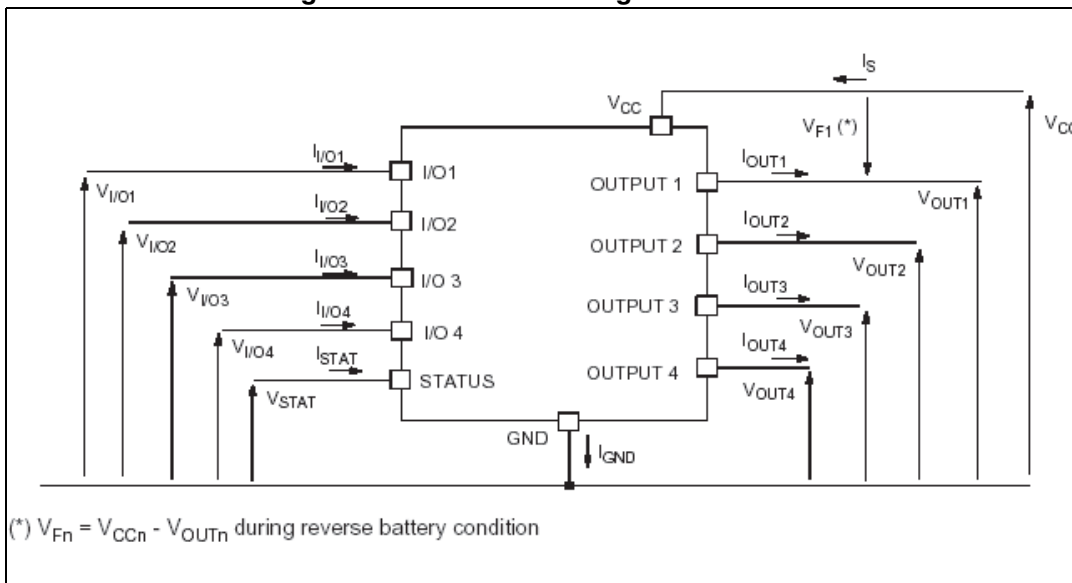 I_S
V_CC
V_F1 (*)
V_CC
I_I/O1
I/O1
OUTPUT 1
I_OUT1
V_I/O1
V_OUT1
I_I/O2
I/O2
OUTPUT 2
I_OUT2
V_I/O2
V_OUT2
I_I/O3
I/O 3
OUTPUT 3
I_OUT3
V_I/O3
V_OUT3
I_I/O4
I/O 4
OUTPUT 4
I_OUT4
V_I/O4
V_OUT4
I_STAT
STATUS
V_STAT
GND
I_GND
(*) V_Fn = V_CCn - V_OUTn during reverse battery condition